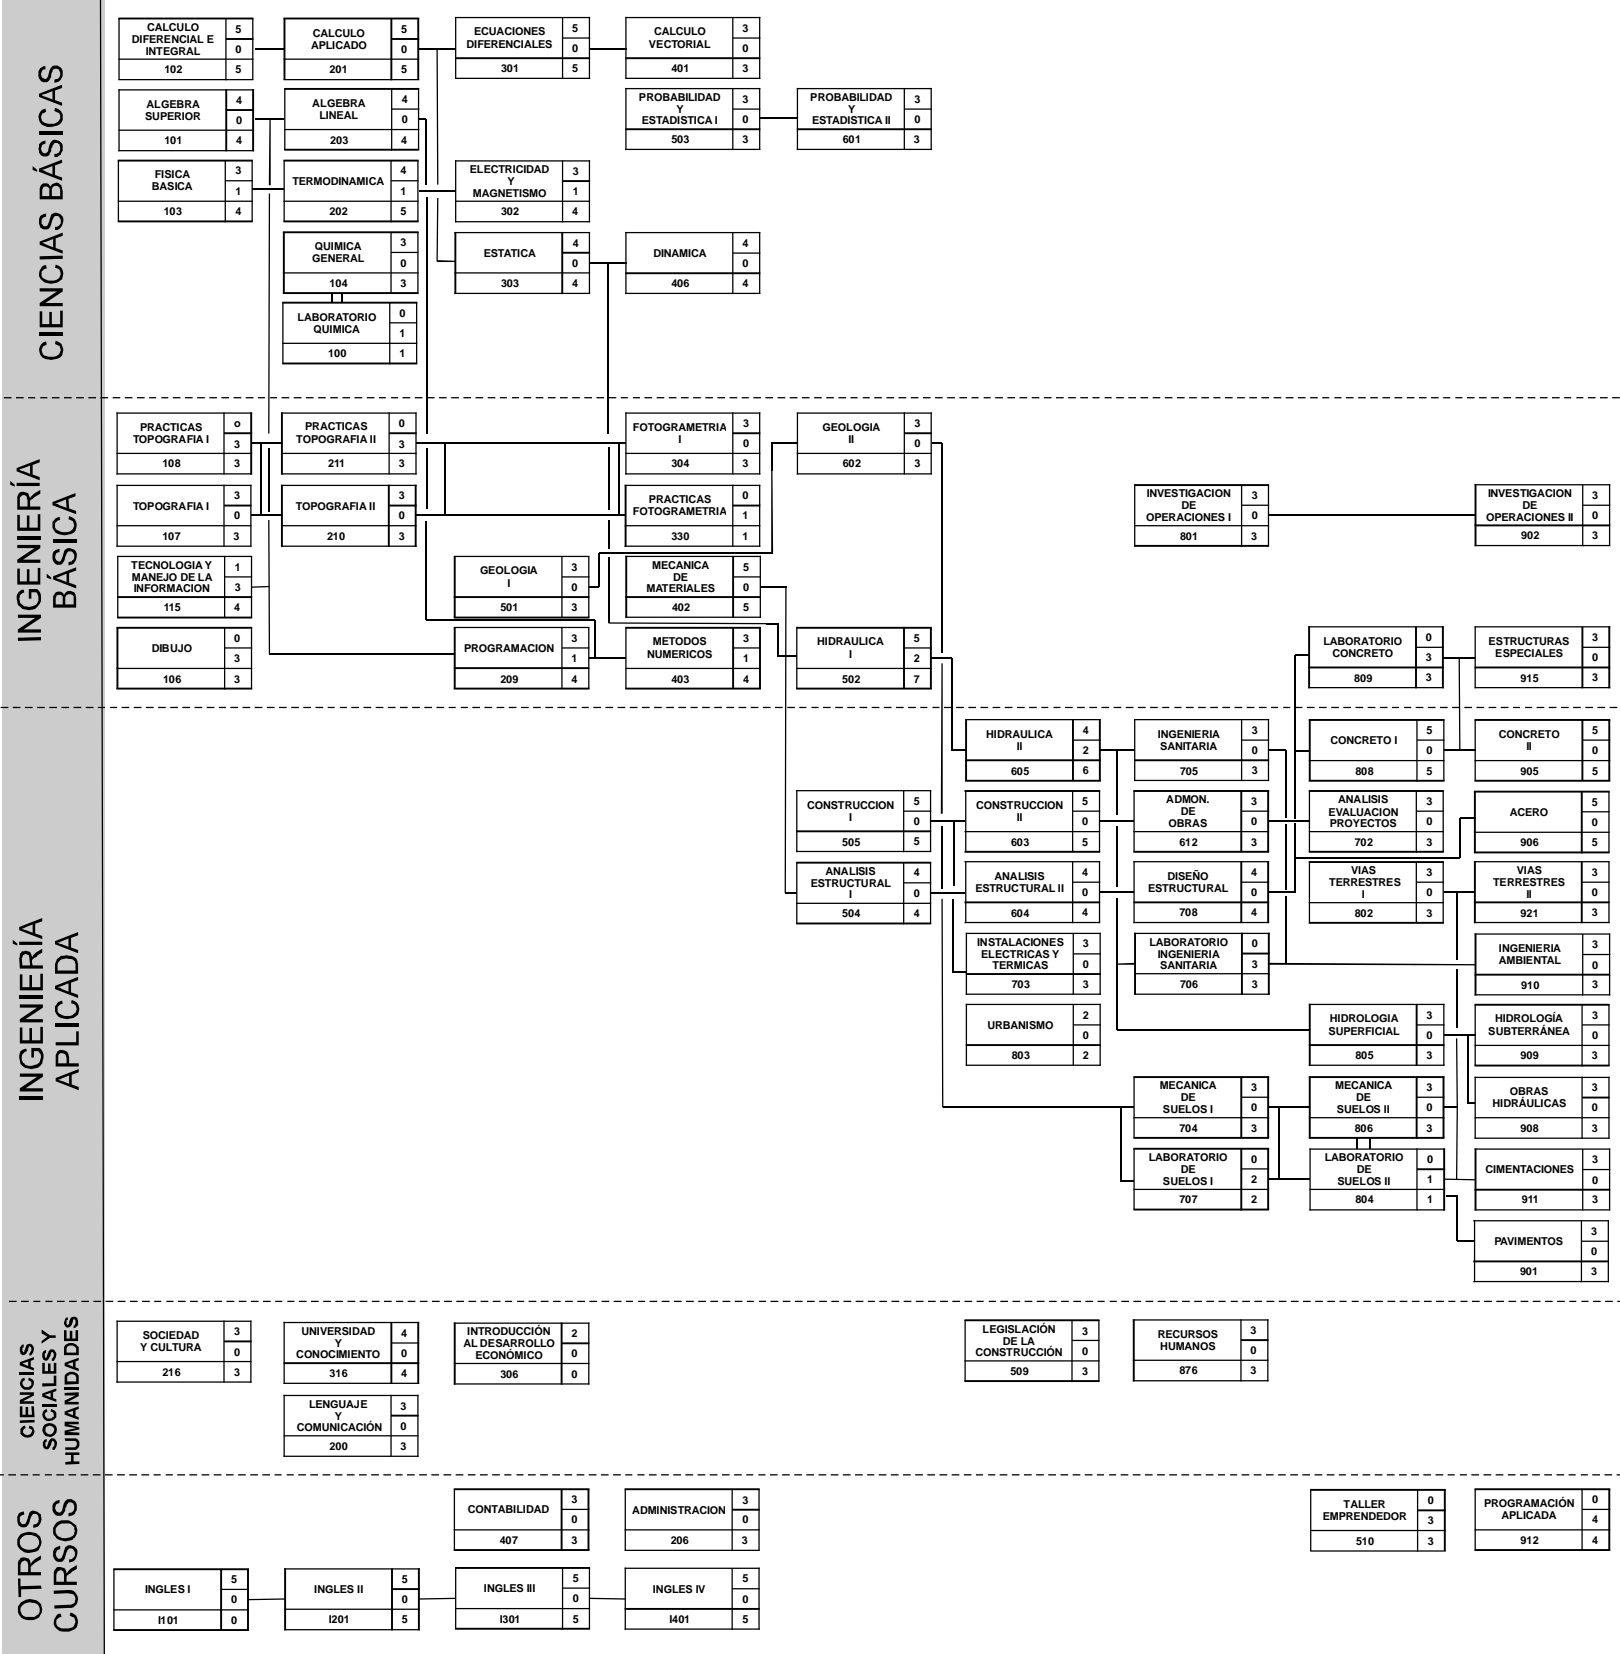 CIENCIAS BÁSICAS
CALCULO
DIFERENCIAL E
INTEGRAL
5
0
102
5
CALCULO
APLICADO
5
0
201
5
ECUACIONES
DIFERENCIALES
5
0
301
5
CALCULO
VECTORIAL
3
0
401
3
ALGEBRA
SUPERIOR
4
0
101
4
ALGEBRA
LINEAL
4
0
203
4
PROBABILIDAD
Y
ESTADISTICA I
3
0
503
3
PROBABILIDAD
Y
ESTADISTICA II
3
0
601
3
FISICA
BASICA
3
1
103
4
TERMODINAMICA
4
1
202
5
ELECTRICIDAD
Y
MAGNETISMO
3
1
302
4
QUIMICA
GENERAL
3
0
104
3
ESTATICA
4
0
303
4
DINAMICA
4
0
406
4
LABORATORIO
QUIMICA
0
1
100
1
INGENIERÍA
BÁSICA
PRACTICAS
TOPOGRAFIA I
o
3
108
3
PRACTICAS
TOPOGRAFIA II
0
3
211
3
FOTOGRAMETRIA
I
3
0
304
3
GEOLOGIA
II
3
0
602
3
TOPOGRAFIA I
3
0
107
3
TOPOGRAFIA II
3
0
210
3
PRACTICAS
FOTOGRAMETRIA
0
1
330
1
INVESTIGACION
DE
OPERACIONES I
3
0
801
3
INVESTIGACION
DE
OPERACIONES II
3
0
902
3
TECNOLOGIA Y
MANEJO DE LA
INFORMACION
1
3
115
4
GEOLOGIA
I
3
0
501
3
MECANICA
DE
MATERIALES
5
0
402
5
DIBUJO
0
3
106
3
PROGRAMACION
3
1
209
4
METODOS
NUMERICOS
3
1
403
4
HIDRAULICA
I
5
2
502
7
LABORATORIO
CONCRETO
0
3
809
3
ESTRUCTURAS
ESPECIALES
3
0
915
3
INGENIERÍA
APLICADA
HIDRAULICA
II
4
2
605
6
INGENIERIA
SANITARIA
3
0
705
3
CONCRETO I
5
0
808
5
CONCRETO
II
5
0
905
5
CONSTRUCCION
I
5
0
505
5
CONSTRUCCION
II
5
0
603
5
ADMON.
DE
OBRAS
3
0
612
3
ANALISIS
EVALUACION
PROYECTOS
3
0
702
3
ACERO
5
0
906
5
ANALISIS
ESTRUCTURAL
I
4
0
504
4
ANALISIS
ESTRUCTURAL II
4
0
604
4
DISEÑO
ESTRUCTURAL
4
0
708
4
VIAS
TERRESTRES
I
3
0
802
3
VIAS
TERRESTRES
II
3
0
921
3
INSTALACIONES
ELECTRICAS Y
TERMICAS
3
0
703
3
LABORATORIO
INGENIERIA
SANITARIA
0
3
706
3
INGENIERIA
AMBIENTAL
3
0
910
3
URBANISMO
2
0
803
2
HIDROLOGIA
SUPERFICIAL
3
0
805
3
HIDROLOGÍA
SUBTERRÁNEA
3
0
909
3
MECANICA
DE
SUELOS I
3
0
704
3
MECANICA
DE
SUELOS II
3
0
806
3
OBRAS
HIDRÁULICAS
3
0
908
3
LABORATORIO
DE
SUELOS I
0
2
707
2
LABORATORIO
DE
SUELOS II
0
1
804
1
CIMENTACIONES
3
0
911
3
PAVIMENTOS
3
0
901
3
CIENCIAS
SOCIALES Y
HUMANIDADES
SOCIEDAD
Y CULTURA
3
0
216
3
UNIVERSIDAD
Y
CONOCIMIENTO
4
0
316
4
INTRODUCCIÓN
AL DESARROLLO
ECONÓMICO
2
0
306
0
LEGISLACIÓN
DE LA
CONSTRUCCIÓN
3
0
509
3
RECURSOS
HUMANOS
3
0
876
3
LENGUAJE
Y
COMUNICACIÓN
3
0
200
3
OTROS
CURSOS
CONTABILIDAD
3
0
407
3
ADMINISTRACION
3
0
206
3
TALLER
EMPRENDEDOR
0
3
510
3
PROGRAMACIÓN
APLICADA
0
4
912
4
INGLES I
5
0
I101
0
INGLES II
5
0
I201
5
INGLES III
5
0
I301
5
INGLES IV
5
0
I401
5